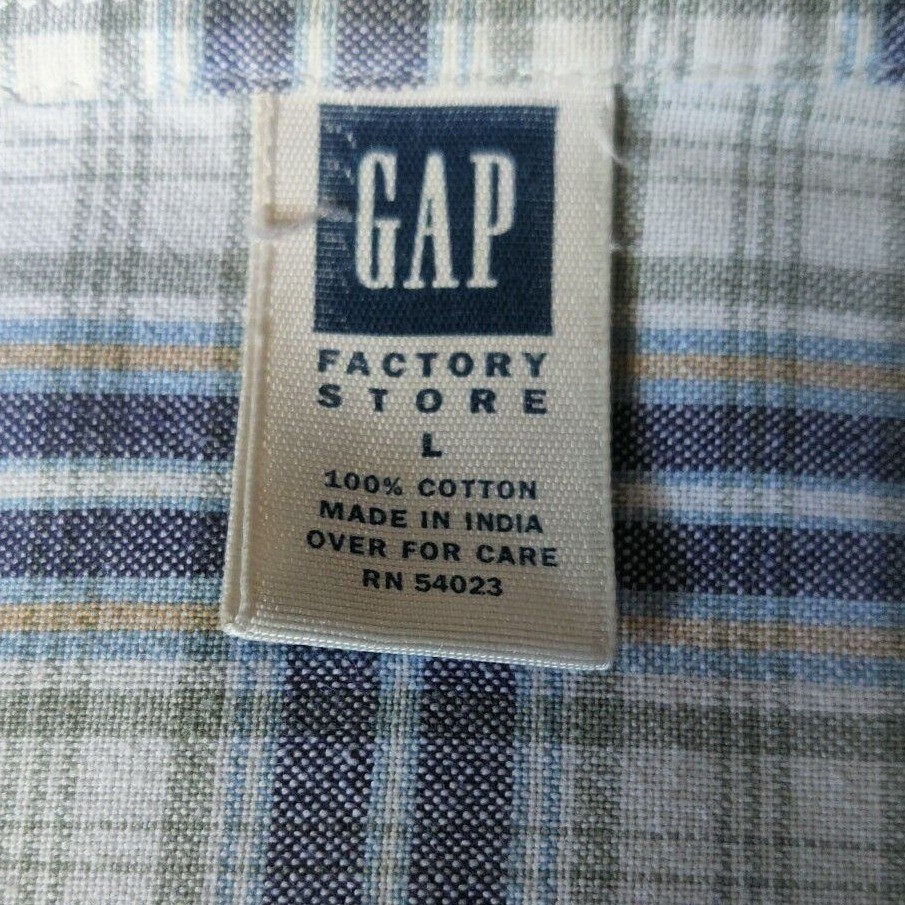 GAP
FACTORY
STORE
L
100% COTTON
MADE IN INDIA
OVER FOR CARE
RN 54023